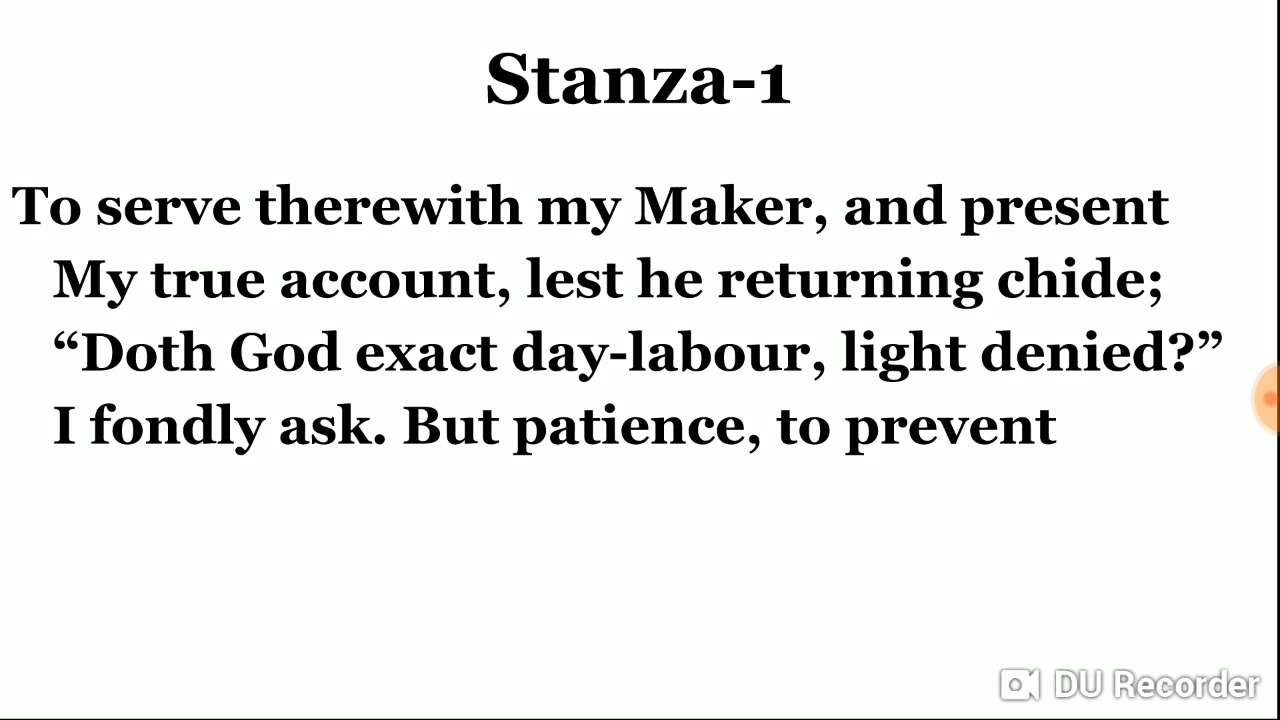 Stanza-1
To serve therewith my Maker, and present
My true account, lest he returning chide;
“Doth God exact day-labour, light denied?”
I fondly ask. But patience, to prevent
DU Recorder